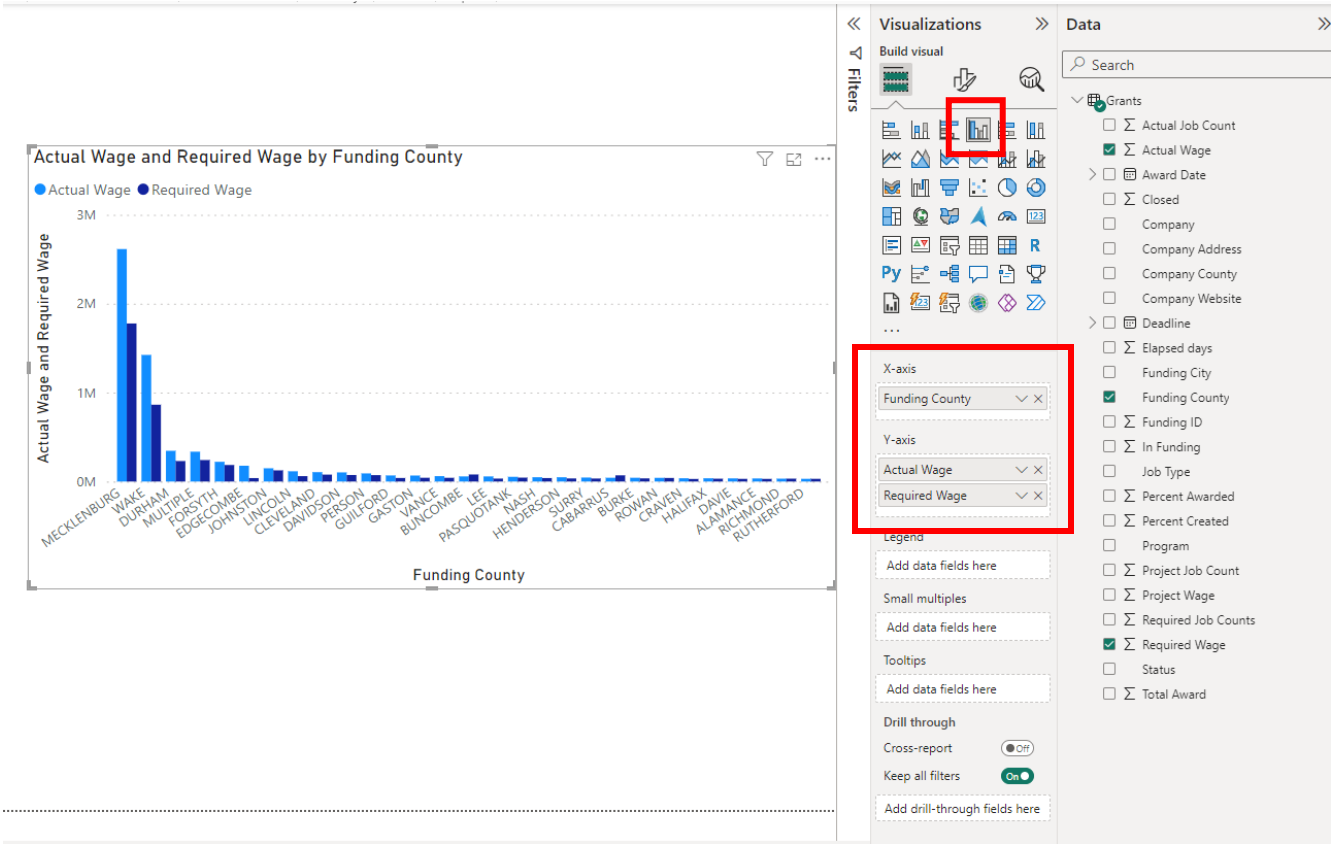 Actual Wage and Required Wage by Funding County
Actual Wage Required Wage
3M
2M
1M
0M
Actual Wage and Required Wage
MECKLENBURG
WAKE
DURHAM
MULTIPLE
FORSYTH
EDGECOMBE
JOHNSTON
LINCOLN
CLEVELAND
DAVIDSON
PERSON
GUILFORD
GASTON
VANCE
BUNCOMBE
LEE
PASQUOTANK
NASH
HENDERSON
SURRY
CABARRUS
BURKE
ROWAN
CRAVEN
HALIFAX
DAVIE
ALAMANCE
RICHMOND
RUTHERFORD
Funding County
Filters
Visualizations
Build visual
123
R
Py
123
...
X-axis
Funding County
Y-axis
Actual Wage
Required Wage
Legend
Add data fields here
Small multiples
Add data fields here
Tooltips
Add data fields here
Drill through
Cross-report Off
Keep all filters On
Add drill-through fields here
Data
Search
Grants
Σ Actual Job Count
Σ Actual Wage
Award Date
Σ Closed
Company
Company Address
Company County
Company Website
Deadline
Σ Elapsed days
Funding City
Funding County
Σ Funding ID
Σ In Funding
Job Type
Σ Percent Awarded
Σ Percent Created
Program
Σ Project Job Count
Σ Project Wage
Σ Required Job Counts
Σ Required Wage
Status
Σ Total Award